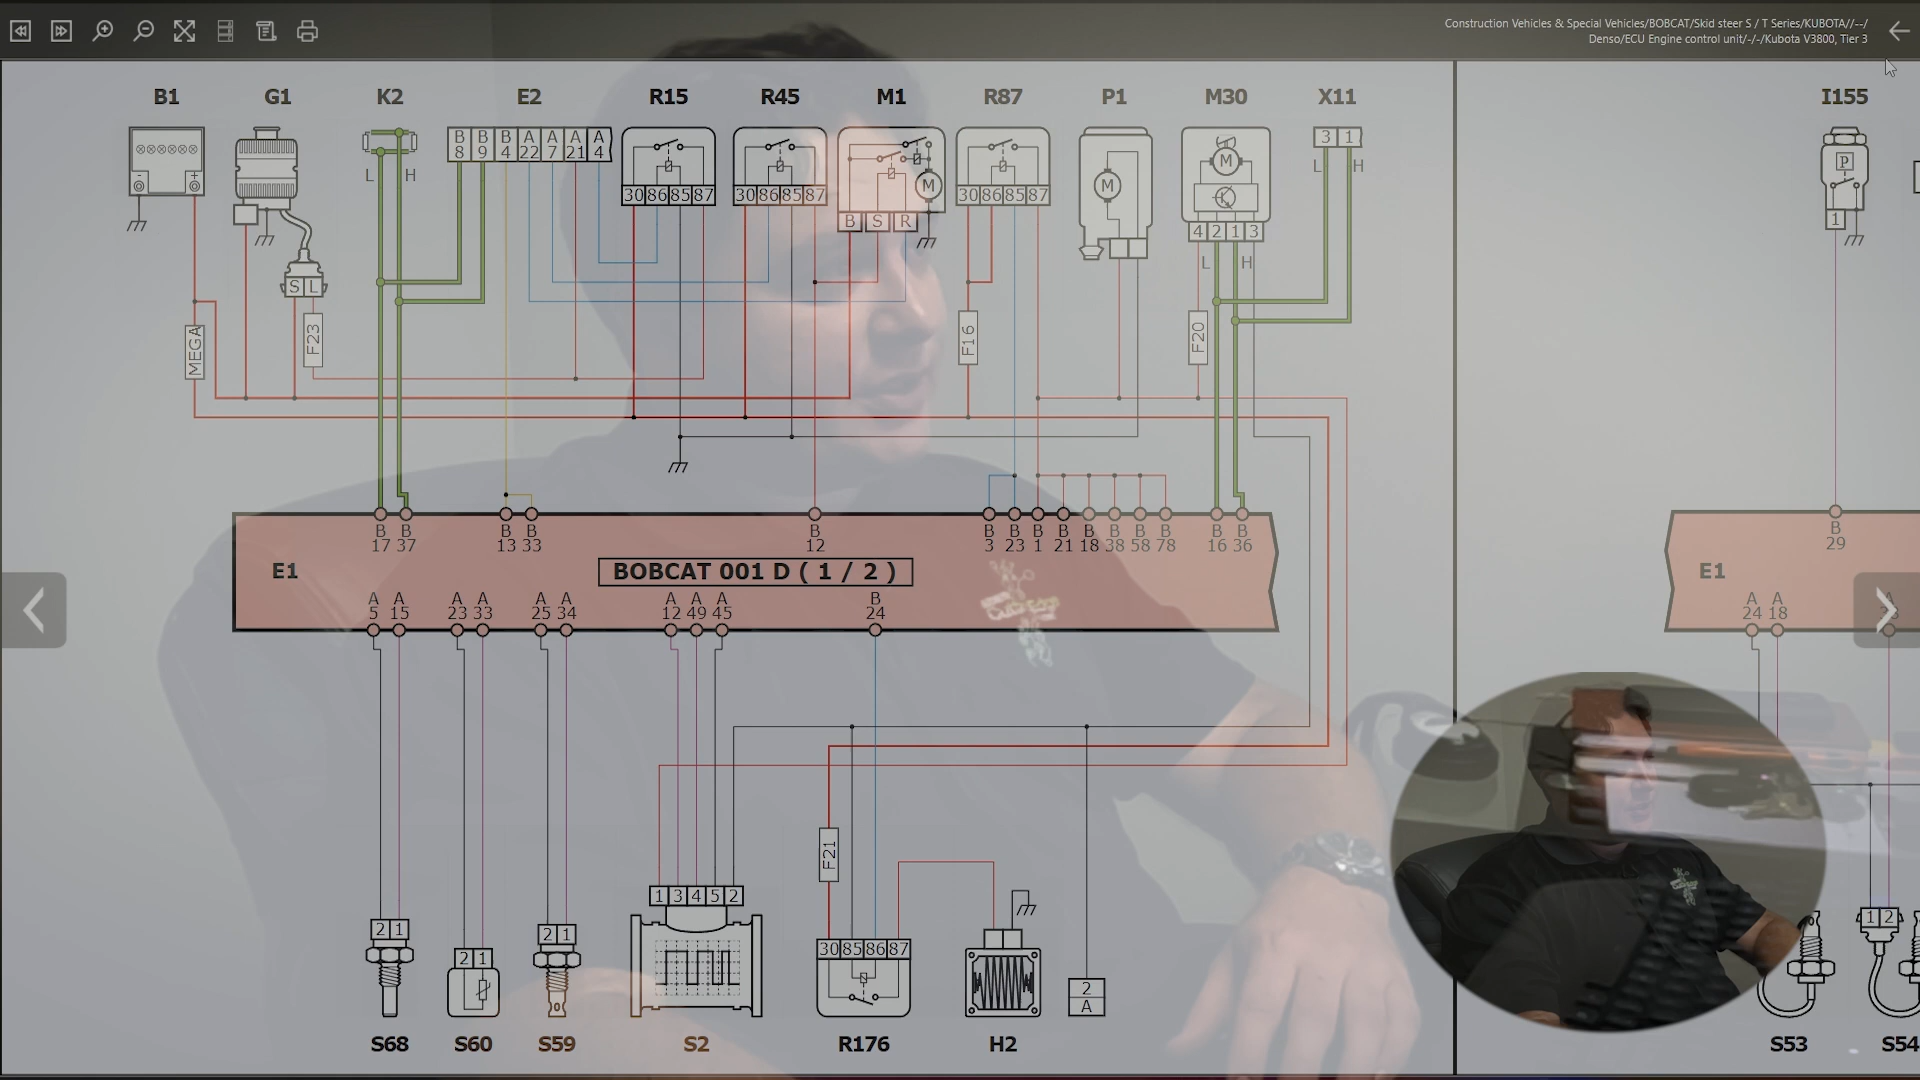 Construction Vehicles & Special Vehicles/BOBCAT/Skid steer S / T Series/KUBOTA//--/
Denso/ECU Engine control unit/-/-/Kubota V3800, Tier 3
B1 G1 K2 E2 R15 R45 M1 R87 P1 M30 X11 I155
B B B A A A A
8 9 4 22 7 21 4
3 1
L H
L H
30 86 85 87
30 86 85 87
30 86 85 87
B S R
M
M
M
P
1
4 2 1 3
L H
S L
MEGA
F23
F16
F20
B B B B B B B B B B B B B B B
17 37 13 33 12 3 23 1 21 18 38 58 78 16 36
B
29
E1
BOBCAT 001 D ( 1 / 2 )
E1
A A A A A A A A A B
5 15 23 33 25 34 12 49 45 24
A A
24 18
F21
1 3 4 5 2
2 1
2 1
2 1
30 85 86 87
2
A
1 2
S68 S60 S59 S2 R176 H2 S53 S54